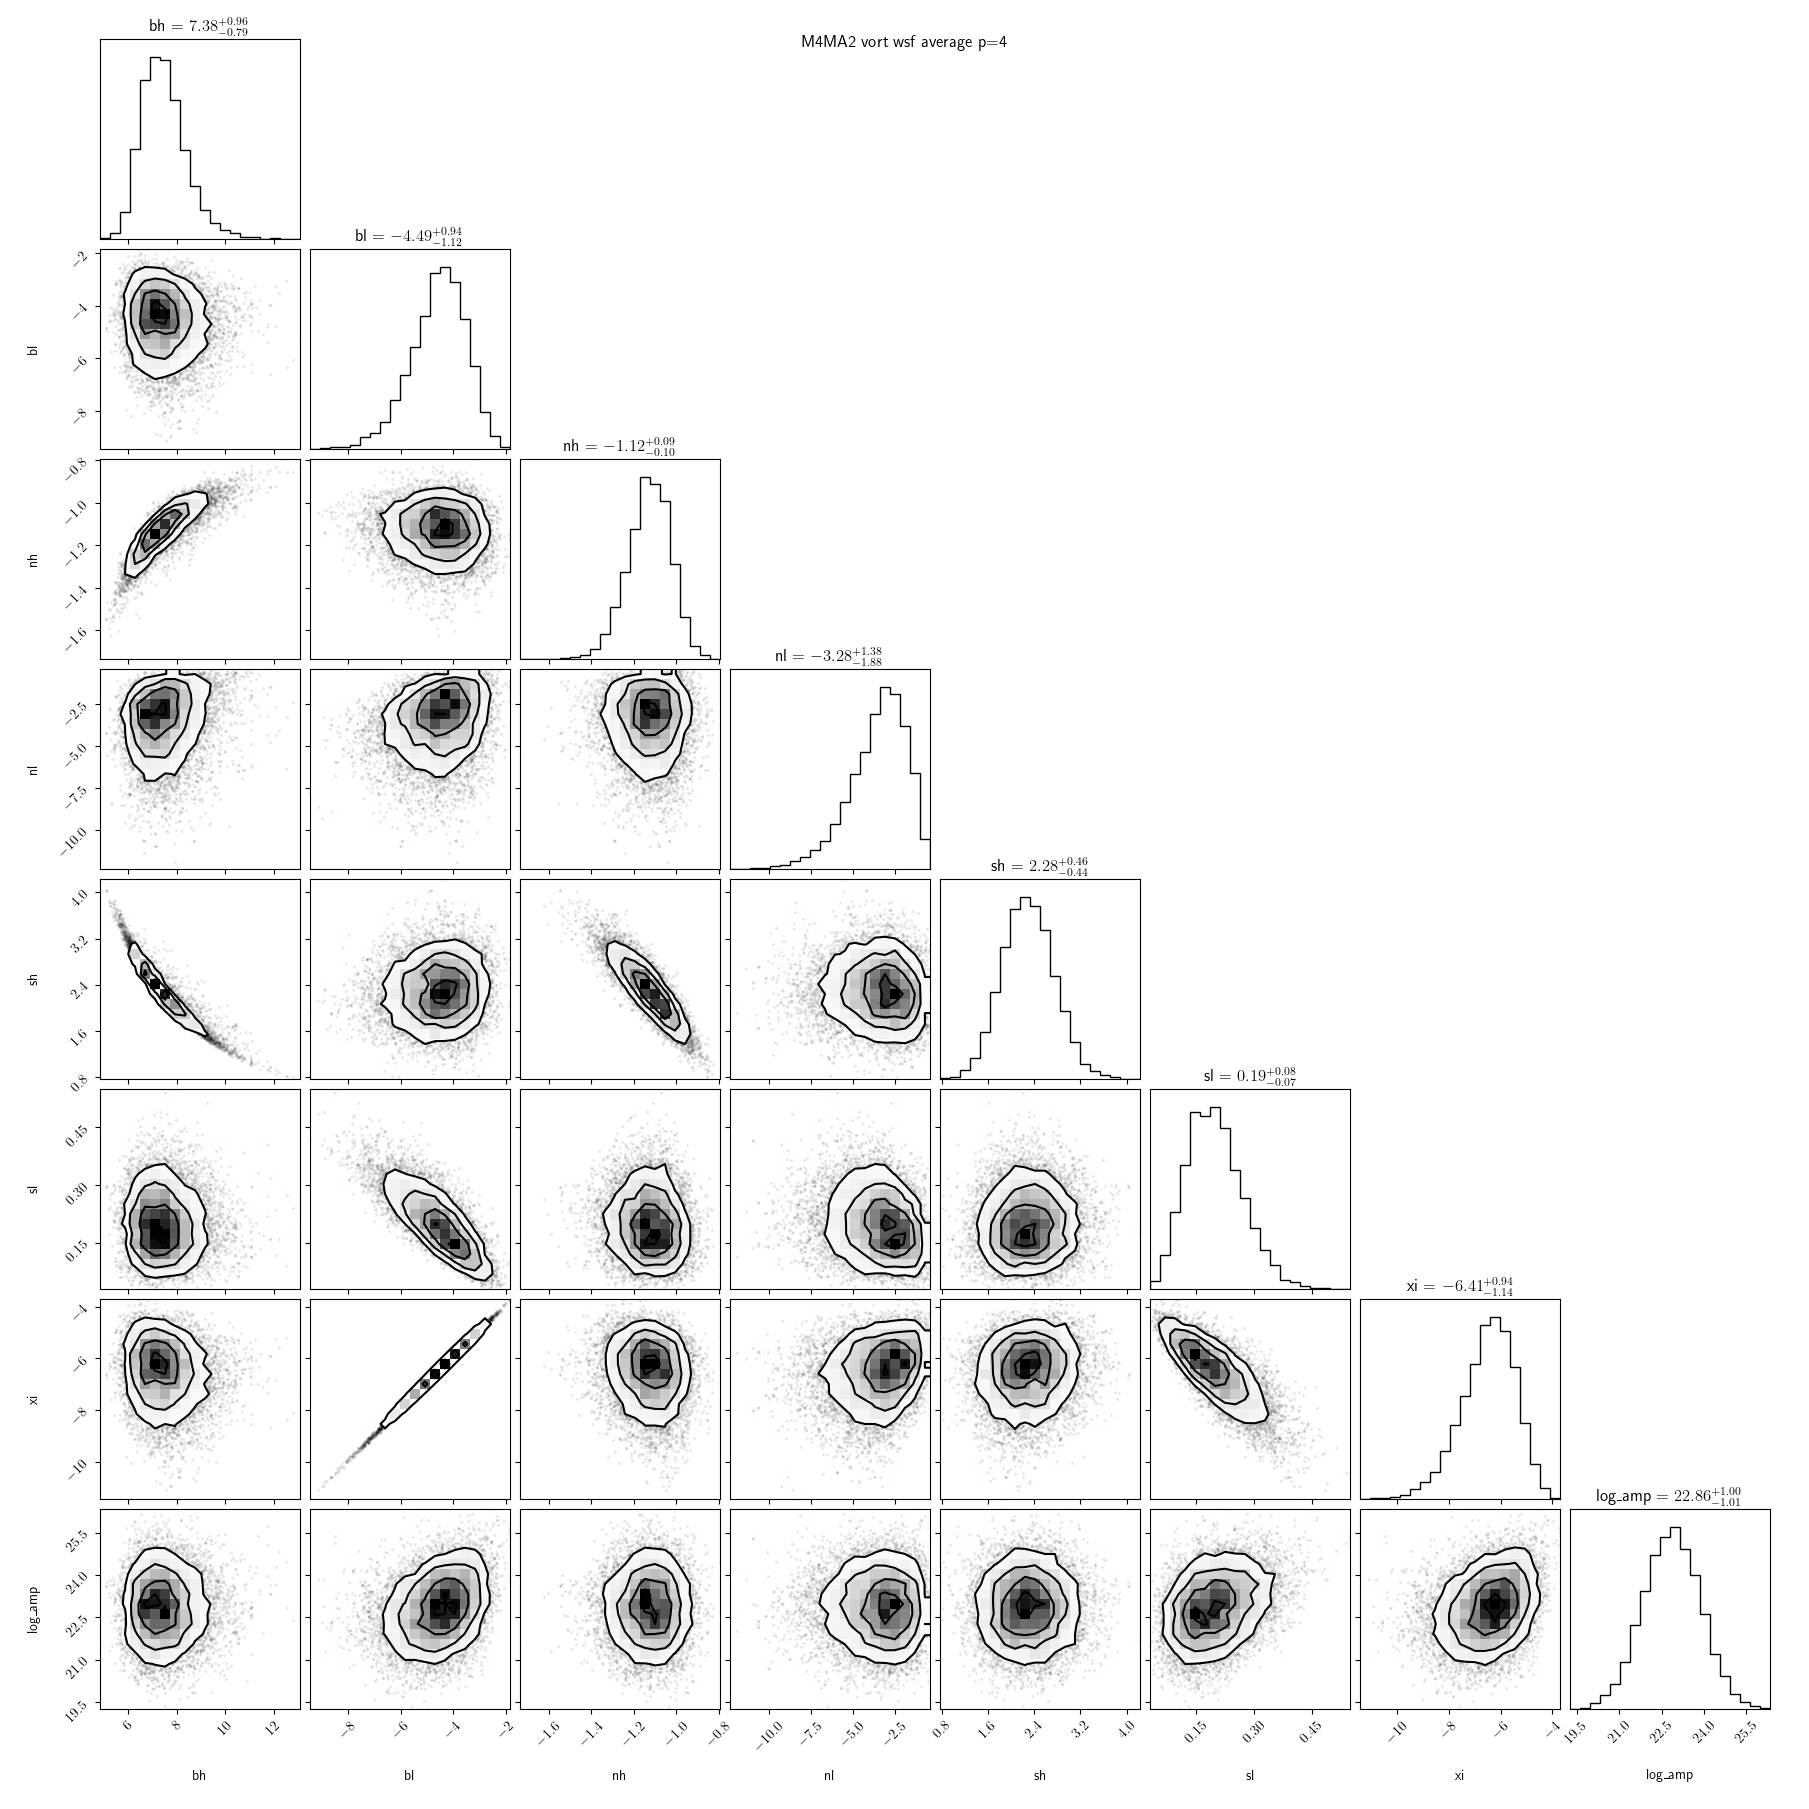 M4MA2 vort wsf average p=4
bh = 7.38 +0.96 −0.79
bl = −4.49 +0.94 −1.12
−2
−4
−6
−8
bl
nh = −1.12 +0.09 −0.10
−0.8
−1.0
−1.2
−1.4
−1.6
nh
nl = −3.28 +1.38 −1.88
−2.5
−5.0
−7.5
−10.0
nl
sh = 2.28 +0.46 −0.44
4.0
3.2
2.4
1.6
0.8
sh
sl = 0.19 +0.08 −0.07
0.45
0.30
0.15
sl
xi = −6.41 +0.94 −1.14
−4
−6
−8
−10
xi
log_amp = 22.86 +1.00 −1.01
25.5
24.0
22.5
21.0
19.5
log_amp
6 8 10 12
−8 −6 −4 −2
−1.6 −1.4 −1.2 −1.0 −0.8
−10.0 −7.5 −5.0 −2.5
0.8 1.6 2.4 3.2 4.0
0.15 0.30 0.45
−10 −8 −6 −4
19.5 21.0 22.5 24.0 25.5
bh bl nh nl sh sl xi log_amp